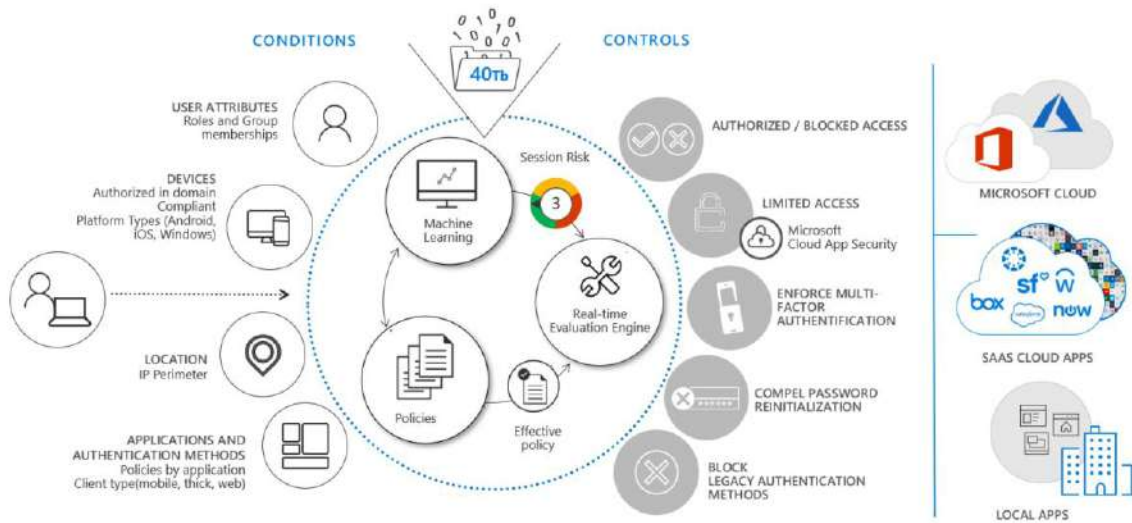 CONDITIONS
CONTROLS
40Tb
USER ATTRIBUTES
Roles and Group
memberships
DEVICES
Authorized in domain
Compliant
Platform Types (Android,
iOS, Windows)
LOCATION
IP Perimeter
APPLICATIONS AND
AUTHENTICATION METHODS
Policies by application
Client type(mobile, thick, web)
Machine
Learning
Session Risk
3
Real-time
Evaluation Engine
Policies
Effective
policy
AUTHORIZED / BLOCKED ACCESS
LIMITED ACCESS
Microsoft
Cloud App Security
ENFORCE MULTI-
FACTOR
AUTHENTIFICATION
COMPEL PASSWORD
REINITIALIZATION
BLOCK
LEGACY AUTHENTICATION
METHODS
MICROSOFT CLOUD
sf
w
box
salesforce
now
SAAS CLOUD APPS
LOCAL APPS